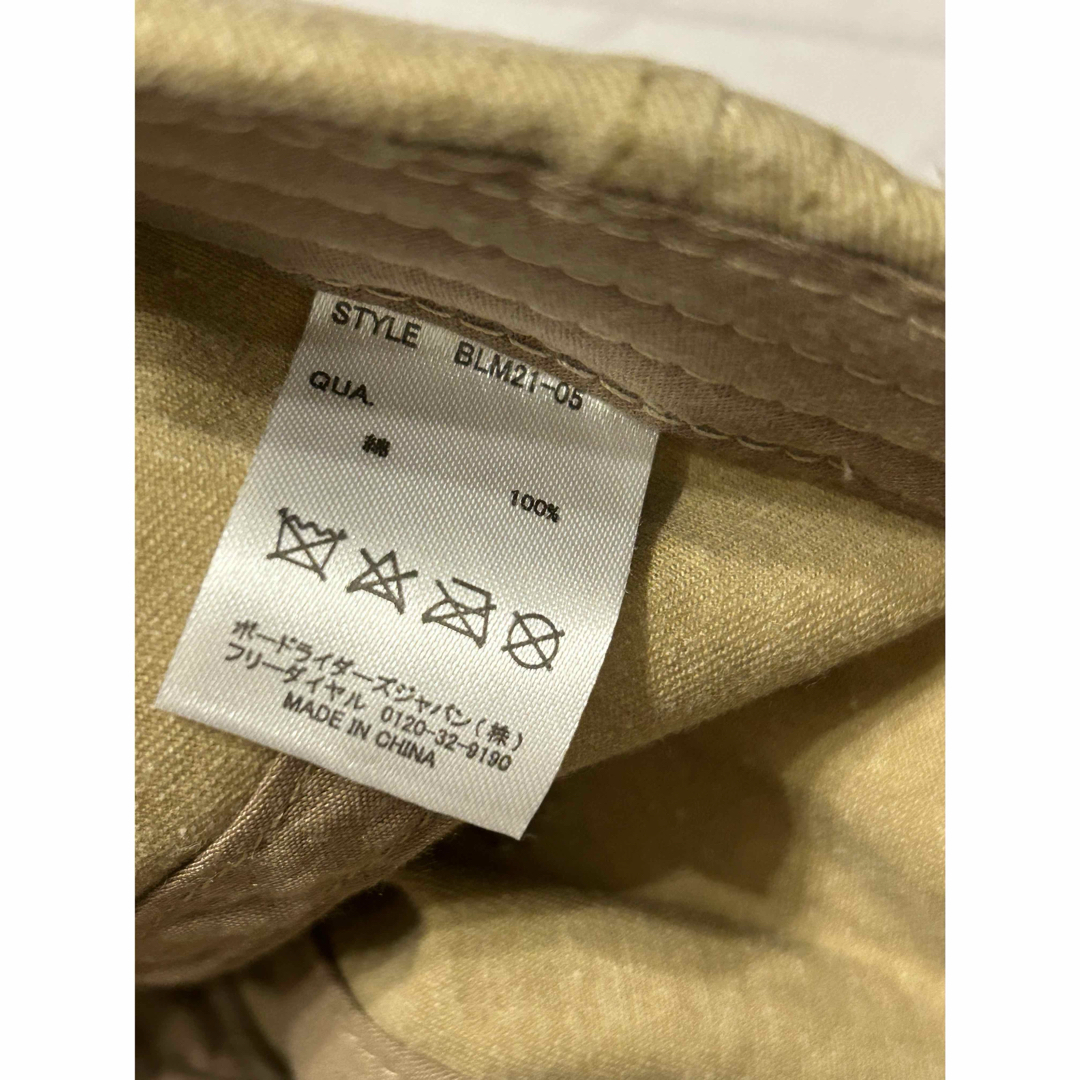 STYLE BLM21-05
QUA.
綿 100%
ボードライダーズジャパン(株)
フリーダイヤル 0120-32-9190
MADE IN CHINA